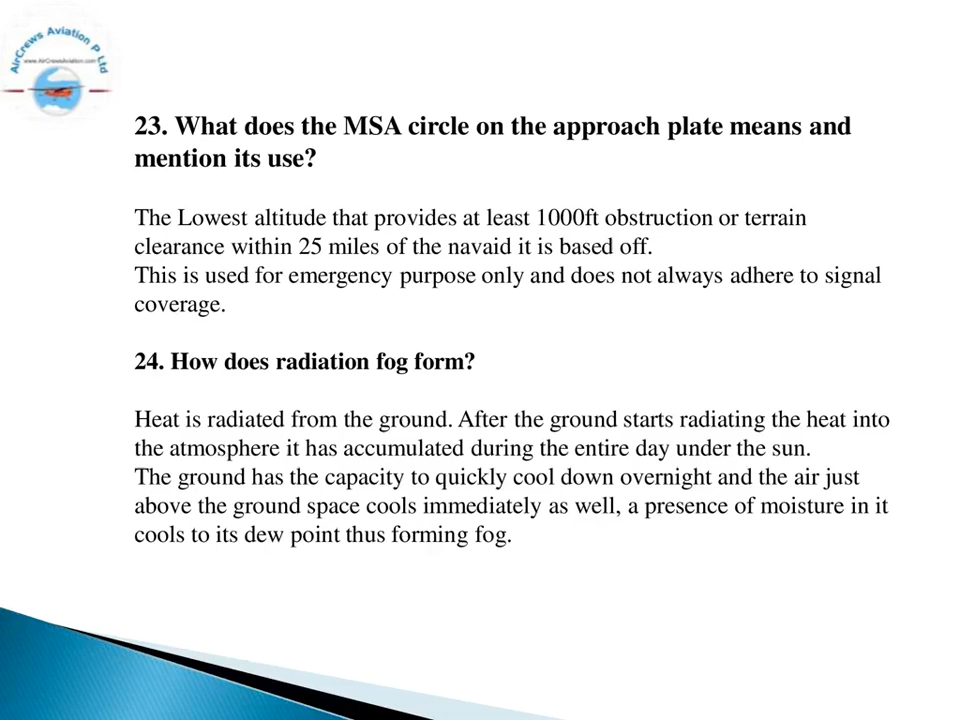 AirCrews Aviation P Ltd
www.AirCrewsAviation.com
23. What does the MSA circle on the approach plate means and
mention its use?
The Lowest altitude that provides at least 1000ft obstruction or terrain
clearance within 25 miles of the navaid it is based off.
This is used for emergency purpose only and does not always adhere to signal
coverage.
24. How does radiation fog form?
Heat is radiated from the ground. After the ground starts radiating the heat into
the atmosphere it has accumulated during the entire day under the sun.
The ground has the capacity to quickly cool down overnight and the air just
above the ground space cools immediately as well, a presence of moisture in it
cools to its dew point thus forming fog.